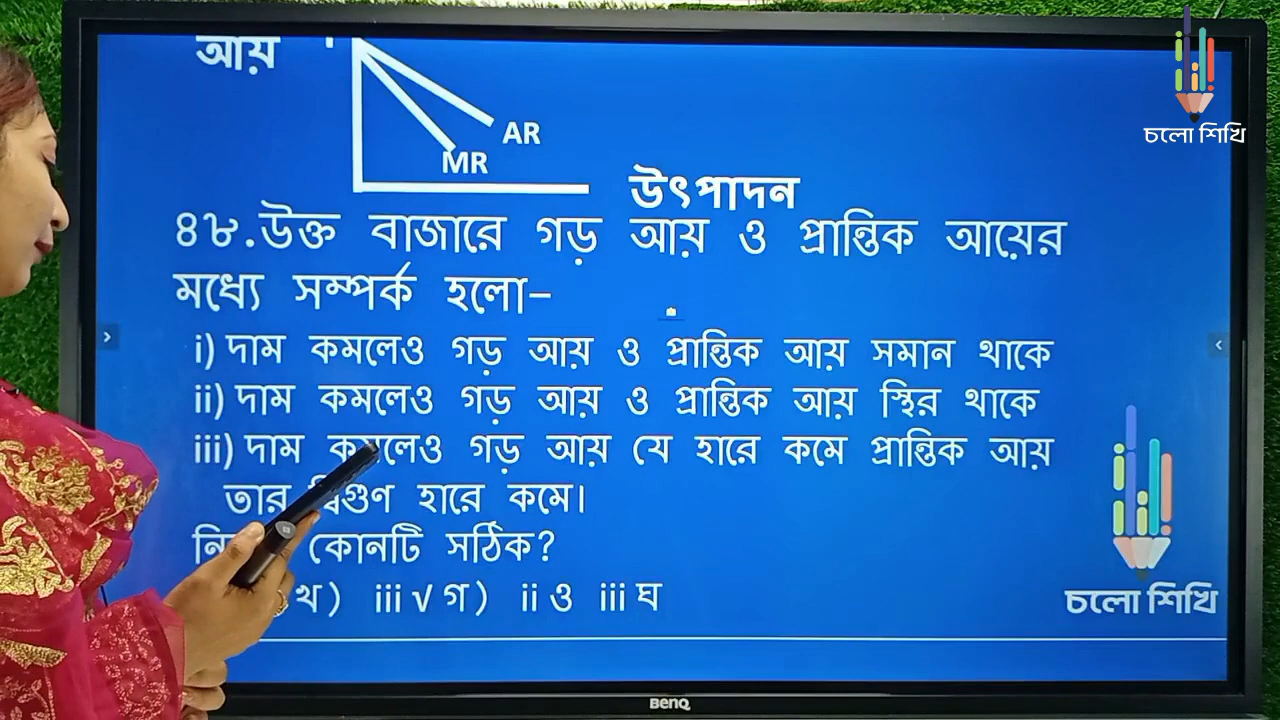 আয়
AR
MR
উৎপাদন
৪৮.উক্ত বাজারে গড় আয় ও প্রান্তিক আয়ের
মধ্যে সম্পর্ক হলো-
i) দাম কমলেও গড় আয় ও প্রান্তিক আয় সমান থাকে
ii) দাম কমলেও গড় আয় ও প্রান্তিক আয় স্থির থাকে
iii) দাম কমলেও গড় আয় যে হারে কমে প্রান্তিক আয়
তার দ্বিগুণ হারে কমে।
কোনটি সঠিক?
খ) iii √ গ) ii ও iii ঘ
চলো শিখি
চলো শিখি
BenQ